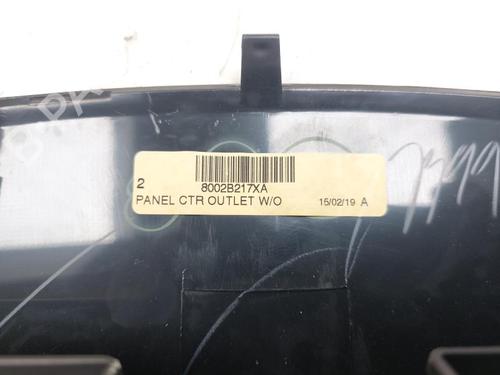 2
8002B217XA
PANEL CTR OUTLET W/O 15/02/19 A